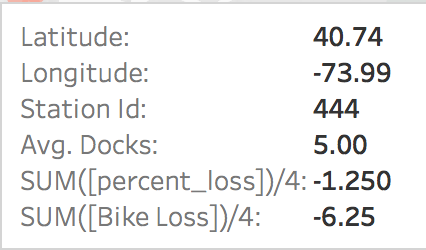 Latitude: 40.74
Longitude: -73.99
Station Id: 444
Avg. Docks: 5.00
SUM([percent_loss])/4: -1.250
SUM([Bike Loss])/4: -6.25